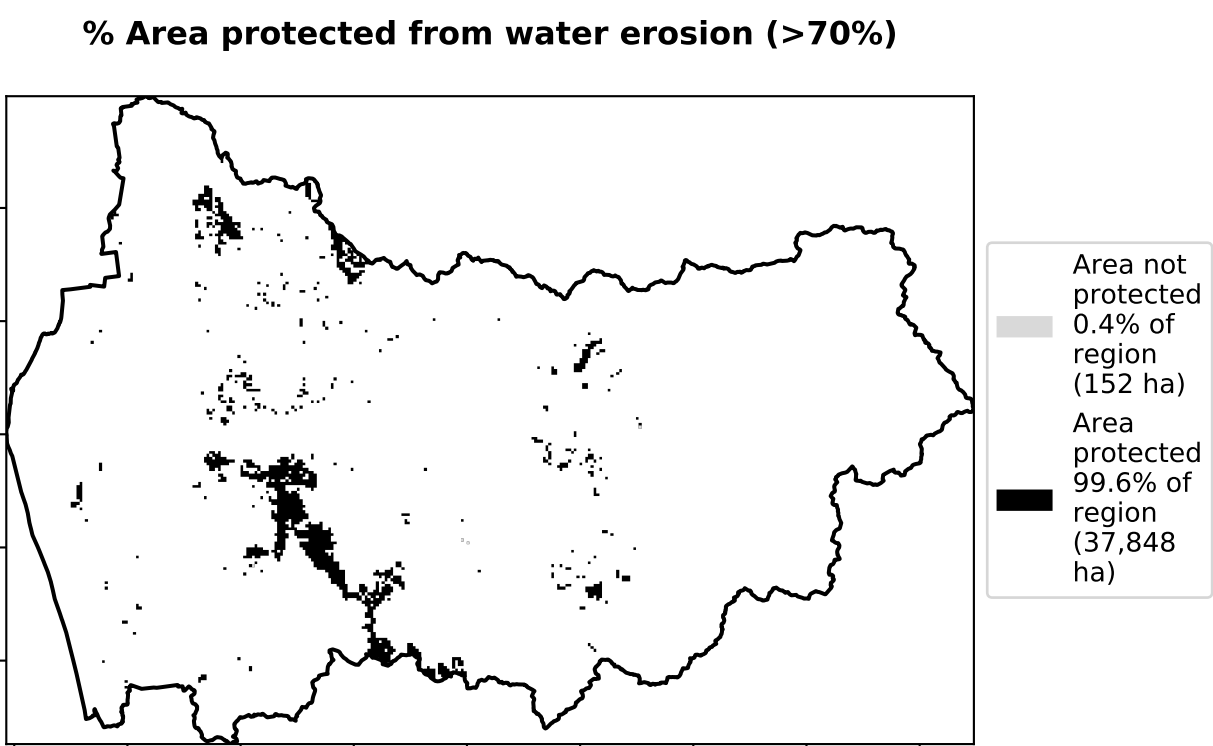 % Area protected from water erosion (>70%)
Area not
protected
0.4% of
region
(152 ha)
Area
protected
99.6% of
region
(37,848
ha)